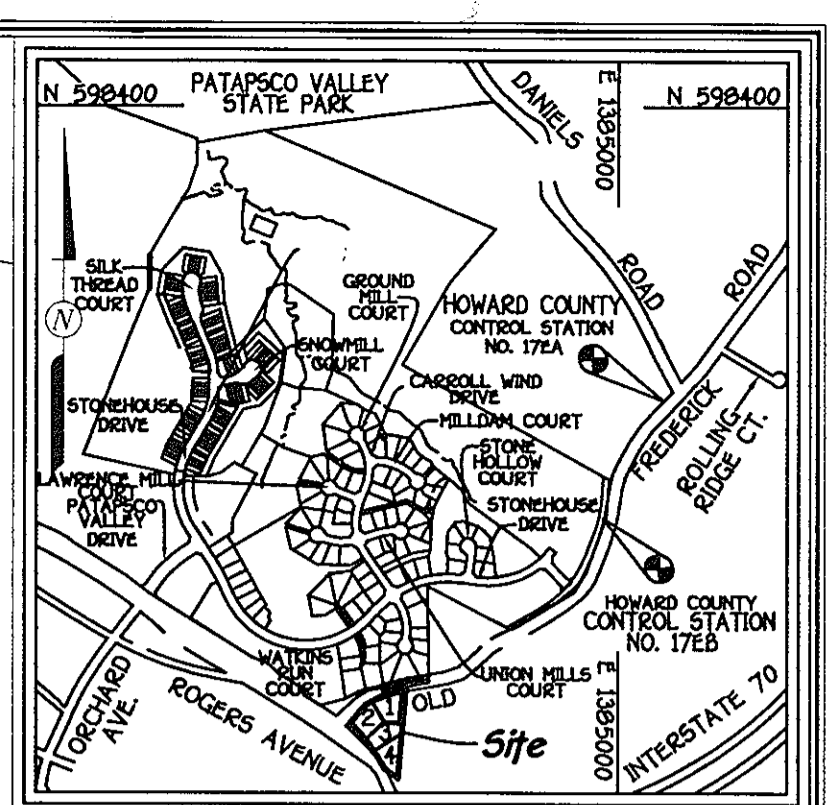 PATAPSCO VALLEY
STATE PARK
N 598400
N 598400
DANIELS
ROAD
E 1385000
SILK
THREAD
COURT
GROUND
MILL
COURT
HOWARD COUNTY
CONTROL STATION
NO. 17EA
ROAD
N
SNOWMILL
COURT
CARROLL WIND
DRIVE
MILLDAM COURT
STONEHOUSE
DRIVE
STONE
HOLLOW
COURT
FREDERICK
ROLLING
RIDGE CT.
LAWRENCE MILL
COURT
PATAPSCO
VALLEY
DRIVE
STONEHOUSE
DRIVE
HOWARD COUNTY
CONTROL STATION
NO. 17EB
WATKINS
RUN
COURT
UNION MILLS
COURT
ORCHARD
AVE.
ROGERS AVENUE
OLD
1
2
3
4
Site
E 1385000
INTERSTATE 70